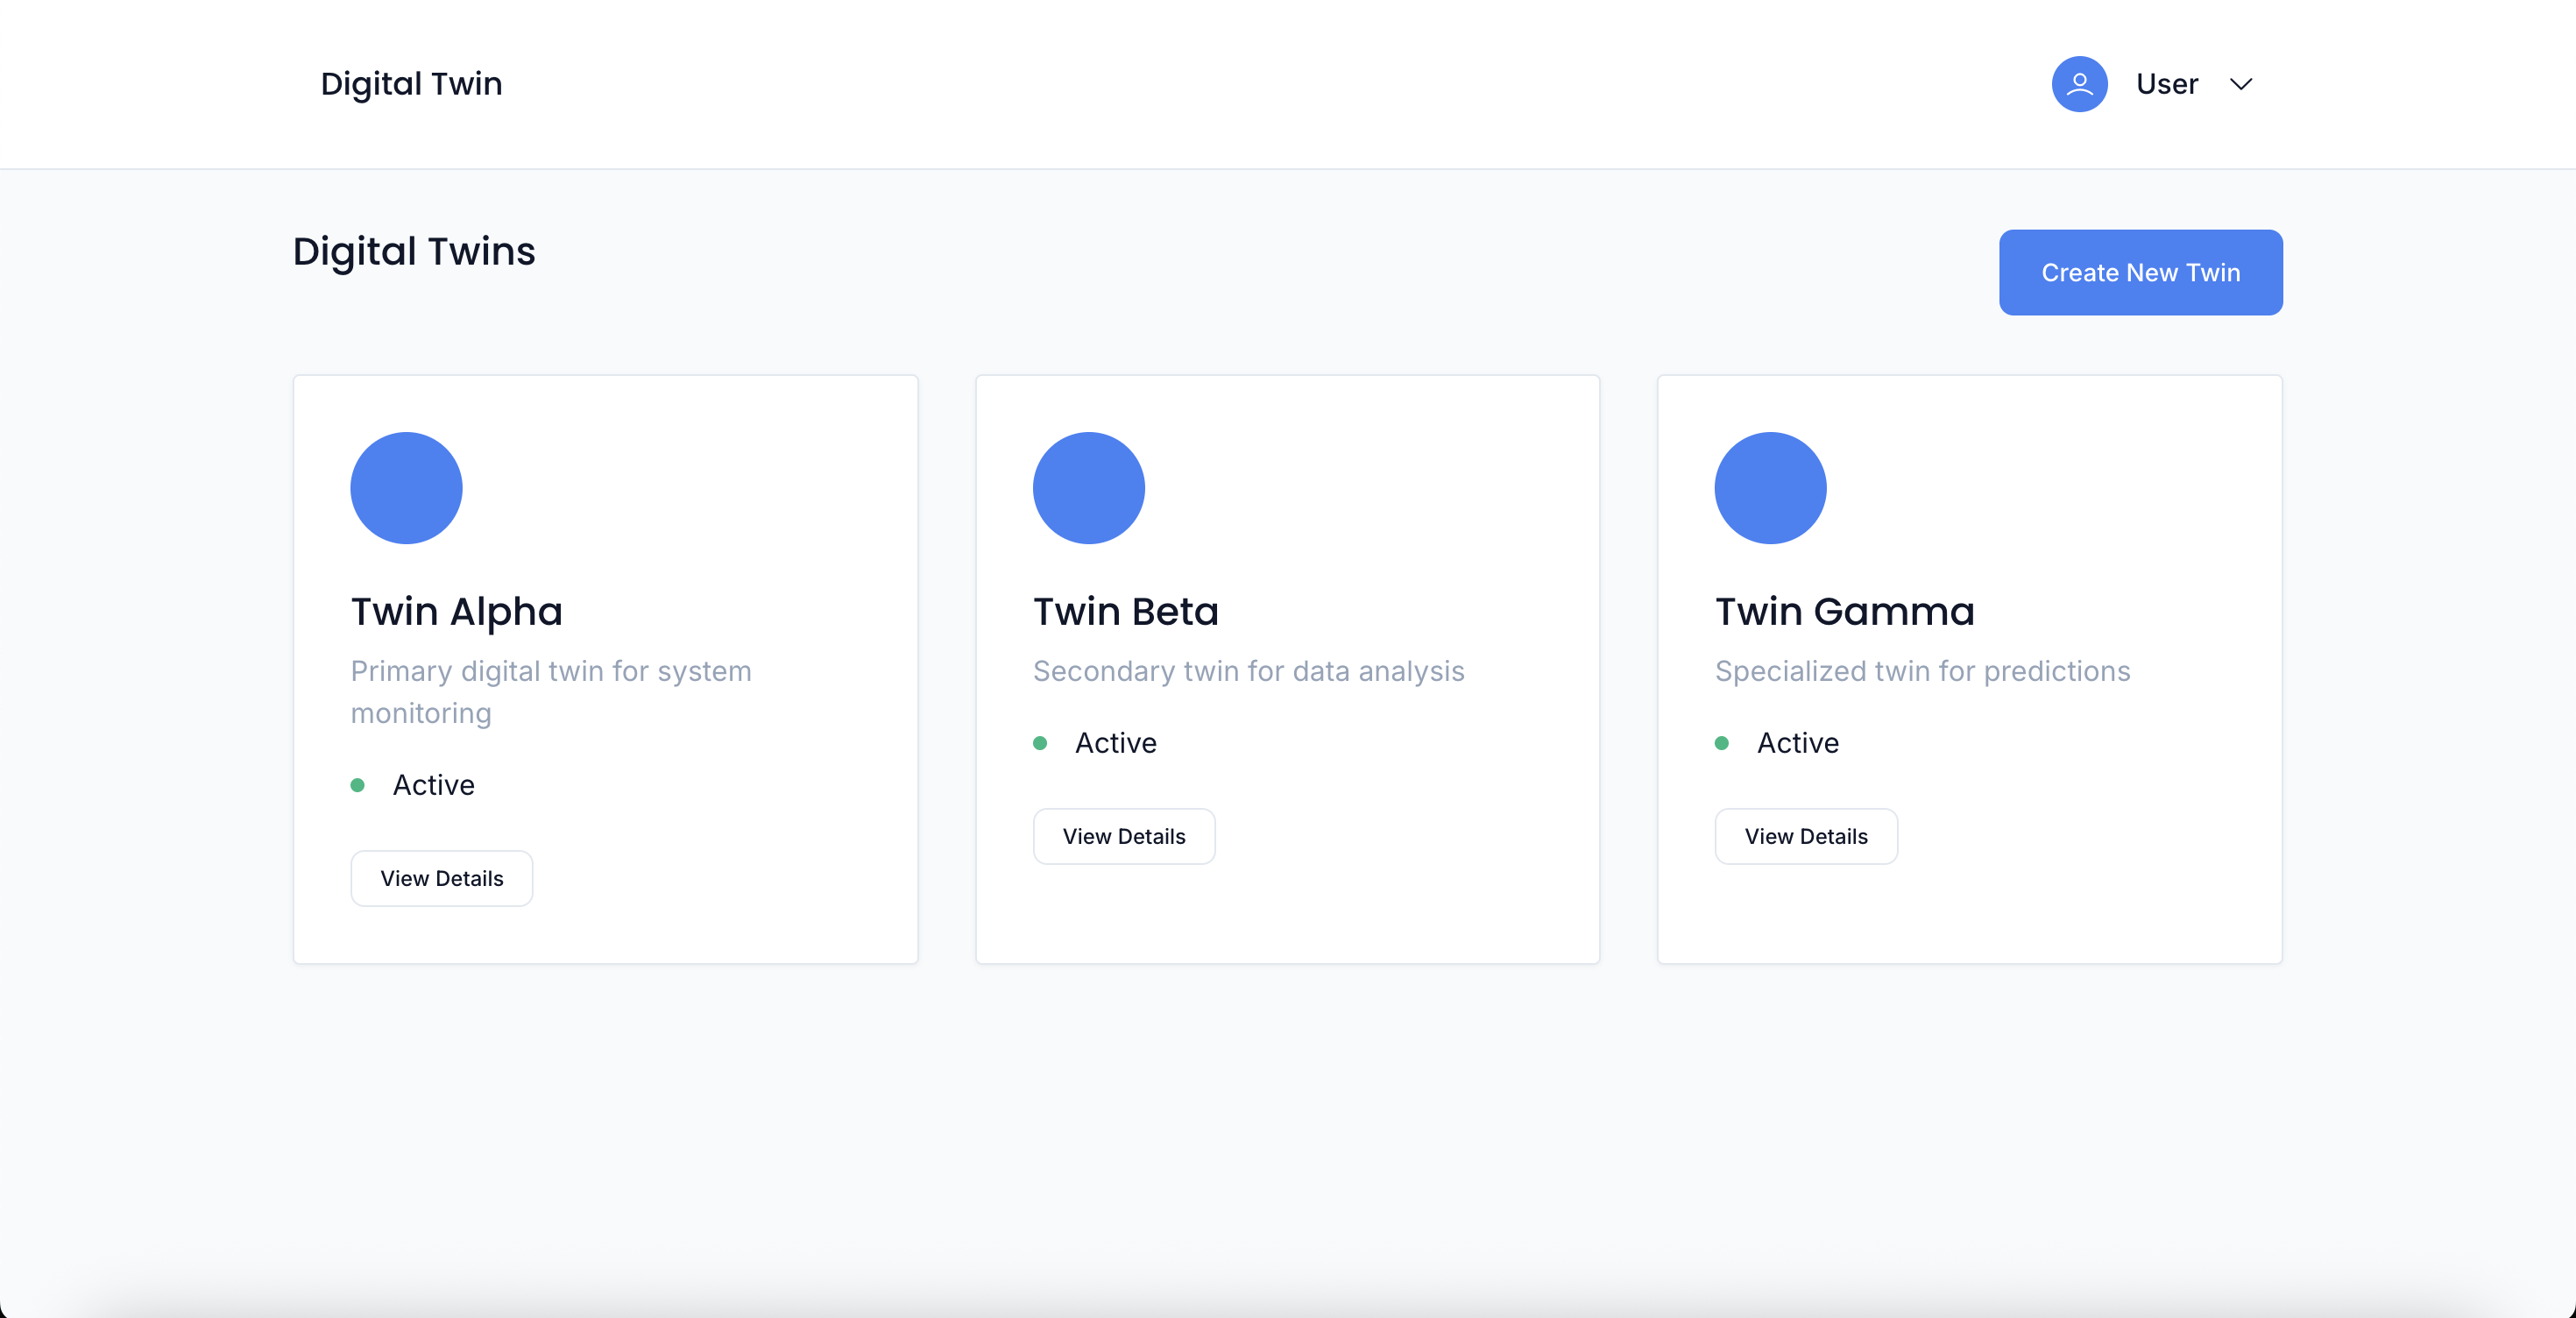 Digital Twin
User
Digital Twins
Create New Twin
Twin Alpha
Primary digital twin for system
monitoring
Active
View Details
Twin Beta
Secondary twin for data analysis
Active
View Details
Twin Gamma
Specialized twin for predictions
Active
View Details